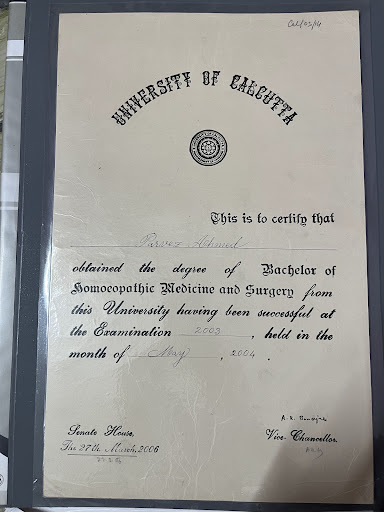 Cal/02/14
UNIVERSITY OF CALCUTTA
This is to certify that
Parvez Ahmed
obtained the degree of Bachelor of
Homoeopathic Medicine and Surgery from
this University having been successful at
the Examination 2003, held in the
month of May, 2004.
Senate House,
The 27th March, 2006
Vice-Chancellor.